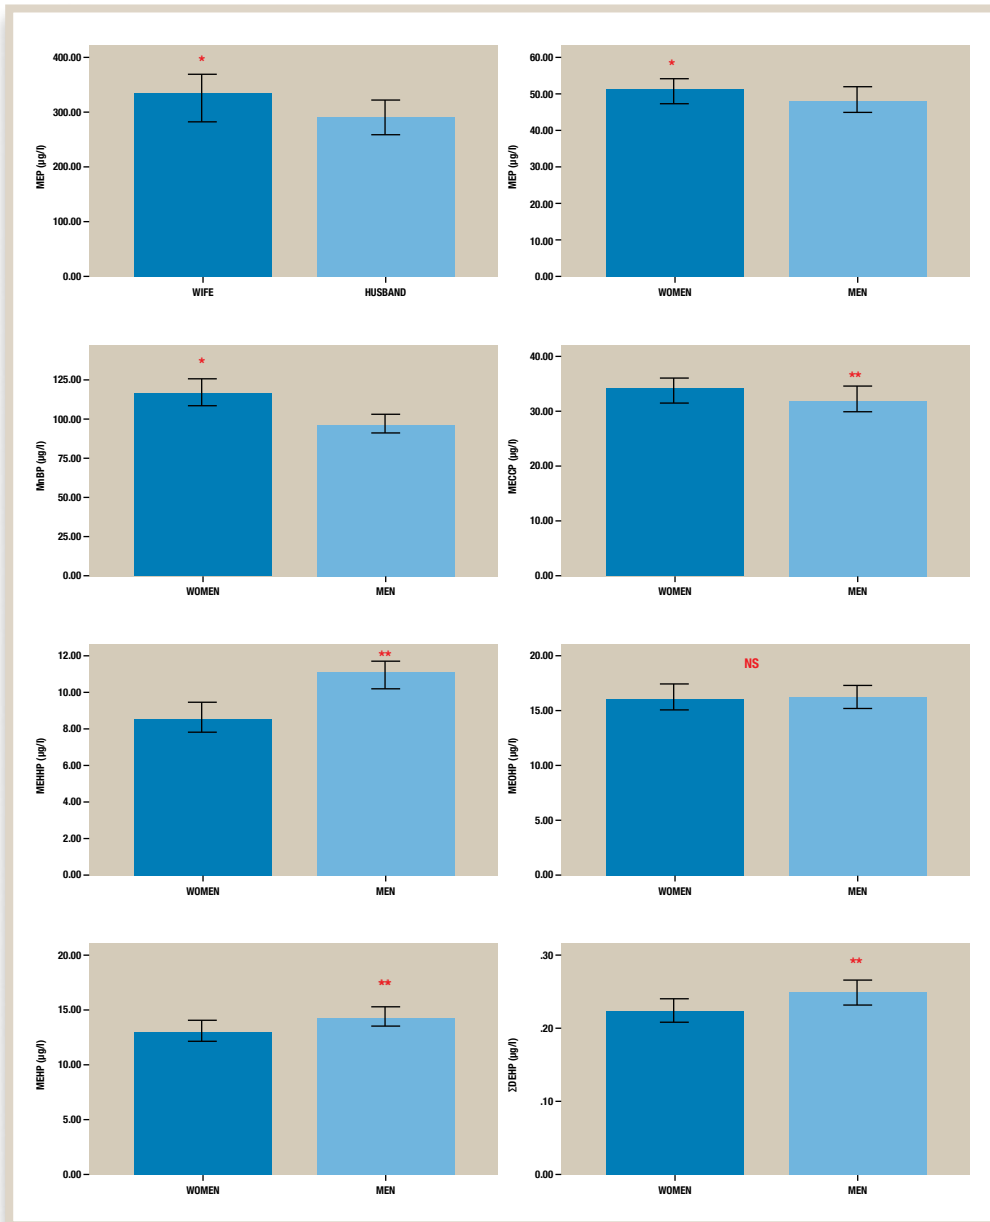 *
400.00
300.00
200.00
100.00
0.00
MEP (µg/l)
WIFE
HUSBAND
*
60.00
50.00
40.00
30.00
20.00
10.00
0.00
MEP (µg/l)
WOMEN
MEN
*
125.00
100.00
75.00
50.00
25.00
0.00
MnBP (µg/l)
WOMEN
MEN
**
40.00
30.00
20.00
10.00
0.00
MECCP (µg/l)
WOMEN
MEN
**
12.00
10.00
8.00
6.00
4.00
2.00
0.00
MEHHP (µg/l)
WOMEN
MEN
NS
20.00
15.00
10.00
5.00
0.00
MEOHP (µg/l)
WOMEN
MEN
**
20.00
15.00
10.00
5.00
0.00
MEHP (µg/l)
WOMEN
MEN
**
.30
.20
.10
0.00
ΣDEHP (µg/l)
WOMEN
MEN